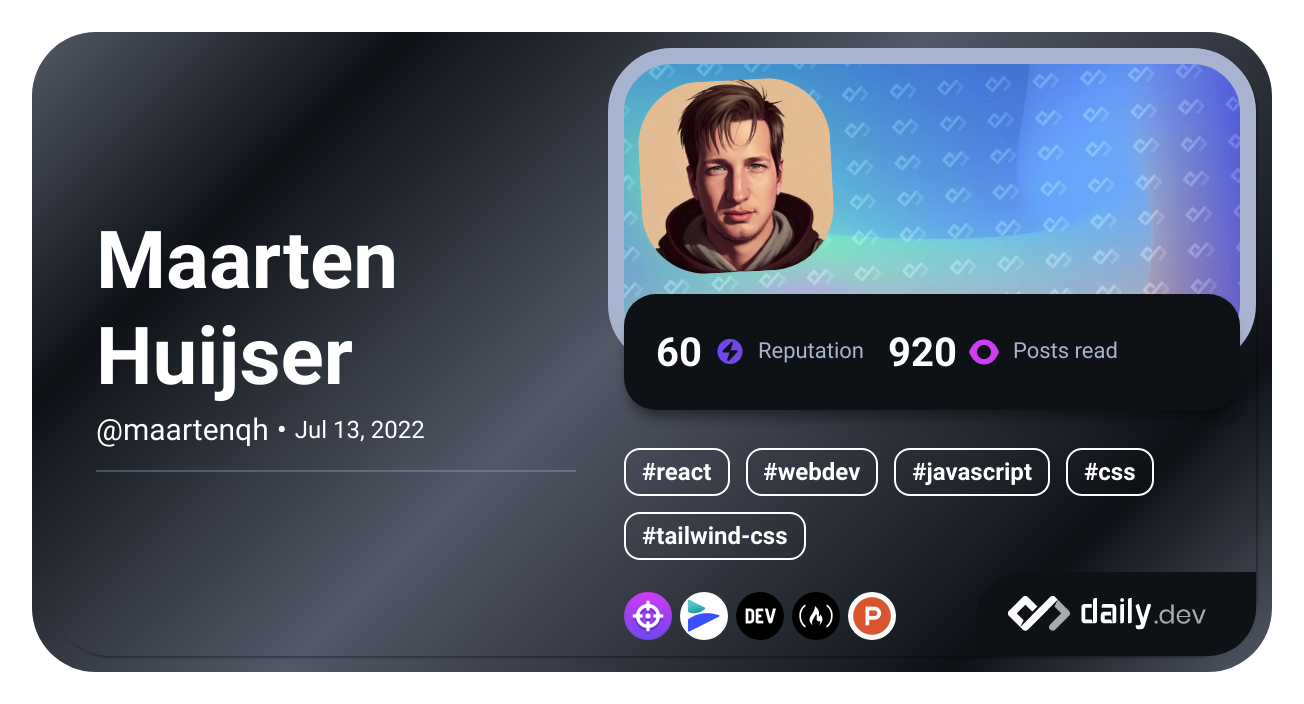 Maarten
Huijser
@maartenqh • Jul 13, 2022
60 Reputation 920 Posts read
#react #webdev #javascript #css
#tailwind-css
DEV P
daily.dev